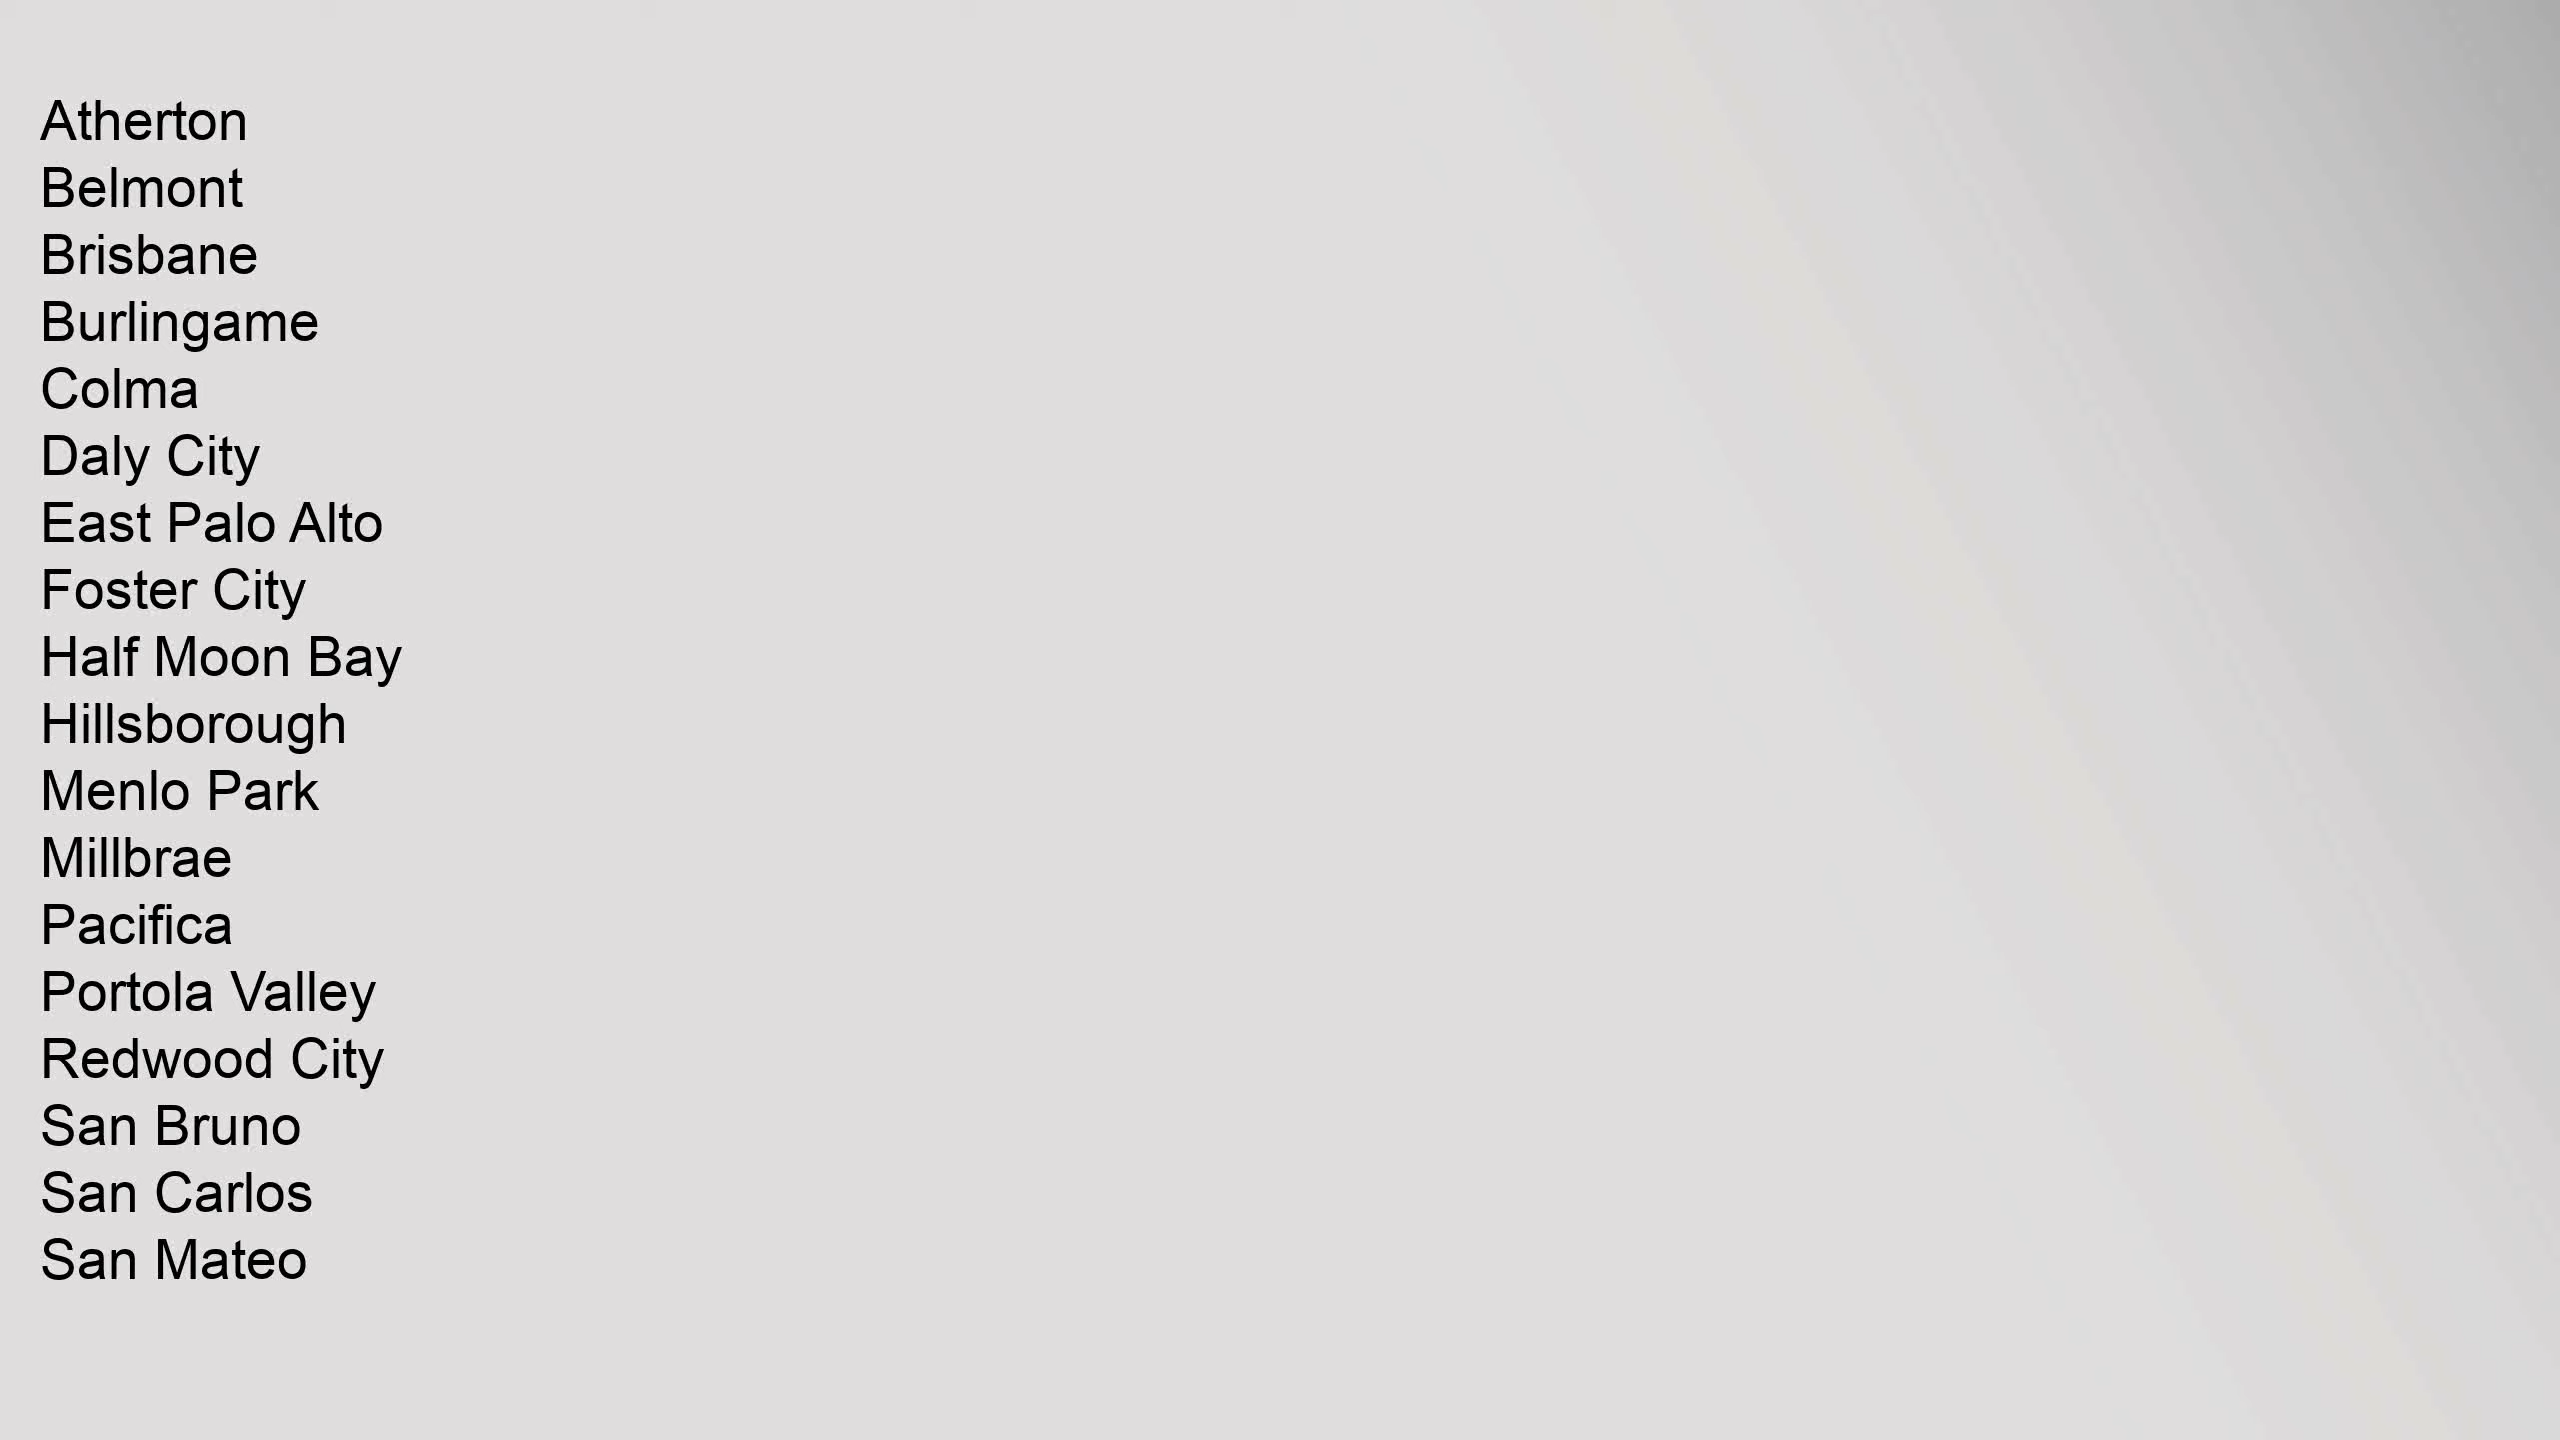 Atherton
Belmont
Brisbane
Burlingame
Colma
Daly City
East Palo Alto
Foster City
Half Moon Bay
Hillsborough
Menlo Park
Millbrae
Pacifica
Portola Valley
Redwood City
San Bruno
San Carlos
San Mateo